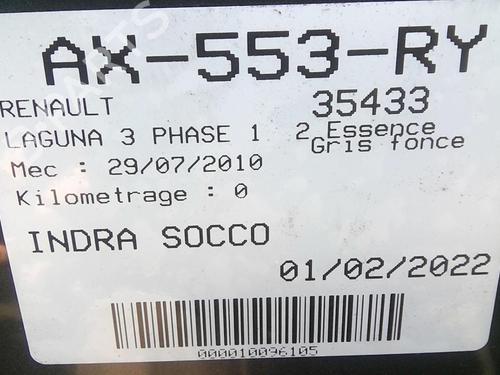 AX-553-RY
RENAULT 35433
LAGUNA 3 PHASE 1 2 Essence
Gris fonce
Mec : 29/07/2010
Kilometrage : 0
INDRA SOCCO
01/02/2022
000010096105